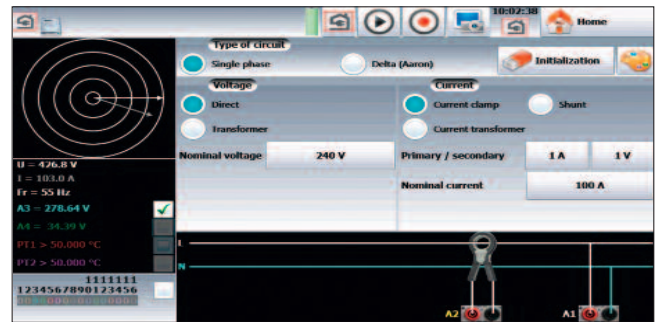 10:02:38
Home
Type of circuit
Single phase
Delta (Aaron)
Initialization
Voltage
Current
Direct
Current clamp
Shunt
Transformer
Current transformer
Nominal voltage
240 V
Primary / secondary
1 A
1 V
Nominal current
100 A
U = 426.8 V
I = 103.0 A
Fr = 55 Hz
A3 = 278.64 V
A4 = 34.39 V
PT1 > 50.000 °C
PT2 > 50.000 °C
1111111
1234567890123456
L
N
A2
A1